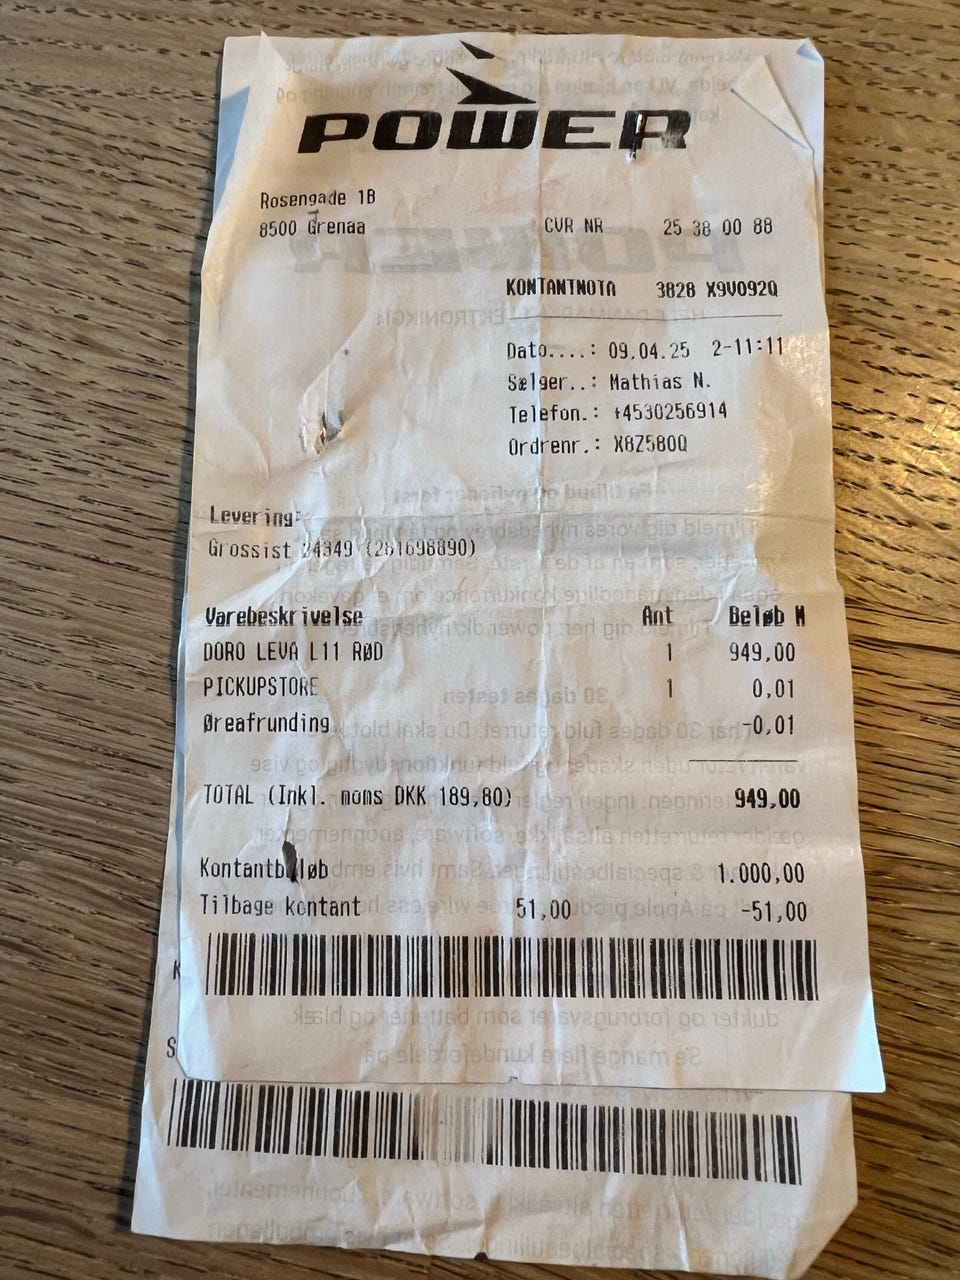 POWER
Rosengade 1B
8500 Grenaa CVR NR 25 38 00 88
KONTANTNOTA 3828 X9V092Q
Dato....: 09.04.25 2-11:11
Sælger..: Mathias N.
Telefon.: +4530256914
Ordrenr.: X8Z580Q
Levering:
Grossist 34349 (281698890)
Varebeskrivelse Ant Beløb M
DORO LEVA L11 RØD 1 949,00
PICKUPSTORE 1 0,01
Øreafrunding -0,01
TOTAL (Inkl. moms DKK 189,80) 949,00
Kontantbeløb 1.000,00
Tilbage kontant 51,00 -51,00
K
S